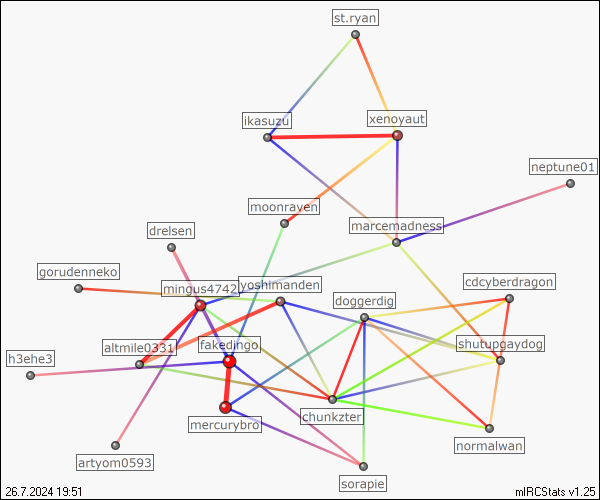 st.ryan
ikasuzu
xenoyaut
neptune01
moonraven
marcemadness
drelsen
gorudenneko
mingus4742
yoshimanden
cdcyberdragon
doggerdig
altmile0331
fakedingo
shutupgaydog
h3ehe3
chunkzter
mercurybro
normalwan
artyom0593
sorapie
26.7.2024 19:51
mIRCStats v1.25